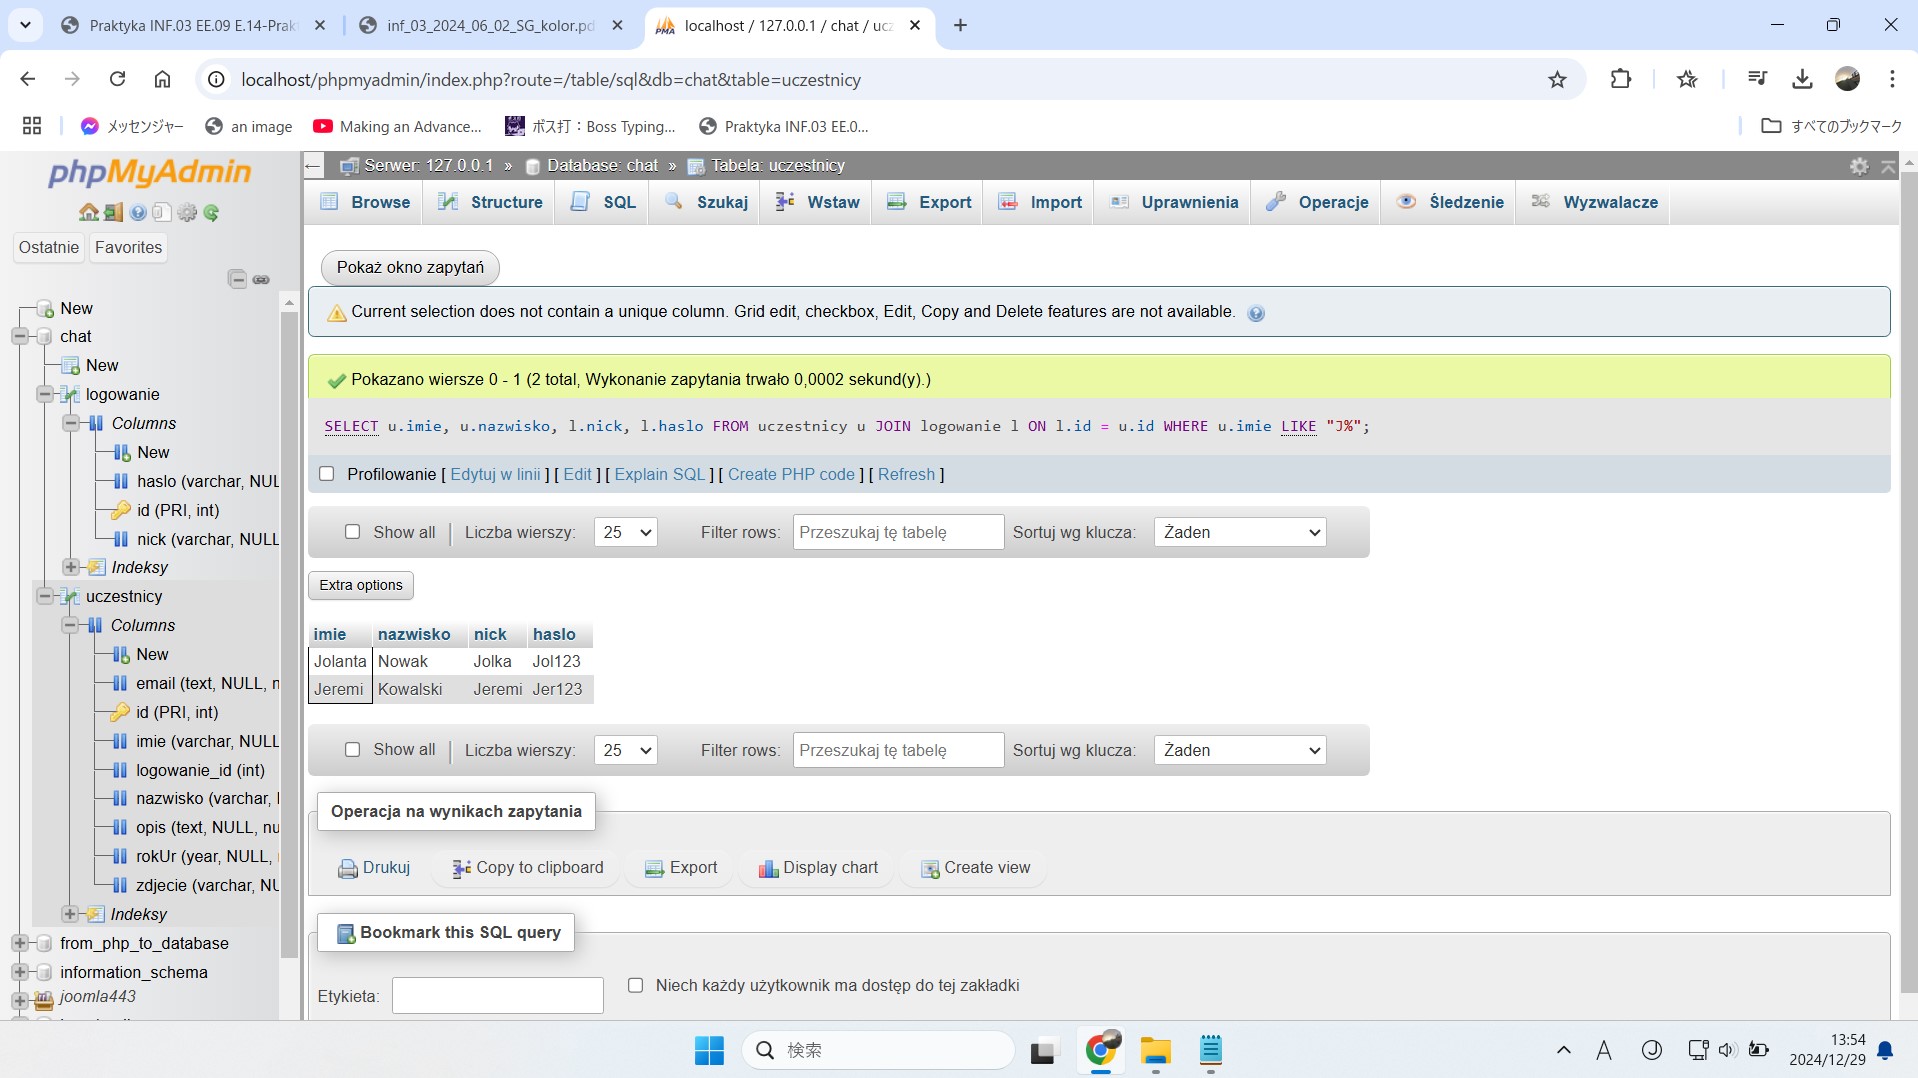 Praktyka INF.03 EE.09 E.14-Prak
inf_03_2024_06_02_SG_kolor.pd
localhost / 127.0.0.1 / chat / ucz
localhost/phpmyadmin/index.php?route=/table/sql&db=chat&table=uczestnicy
メッセンジャー
an image
Making an Advance...
ボス打：Boss Typing...
Praktyka INF.03 EE.0...
すべてのブックマーク
phpMyAdmin
Ostatnie
Favorites
New
chat
New
logowanie
Columns
New
haslo (varchar, NUL
id (PRI, int)
nick (varchar, NULL
Indeksy
uczestnicy
Columns
New
email (text, NULL, n
id (PRI, int)
imie (varchar, NULL
logowanie_id (int)
nazwisko (varchar,
opis (text, NULL, nu
rokUr (year, NULL,
zdjecie (varchar, NU
Indeksy
from_php_to_database
information_schema
joomla443
Serwer: 127.0.0.1 » Database: chat » Tabela: uczestnicy
Browse Structure SQL Szukaj Wstaw Export Import Uprawnienia Operacje Śledzenie Wyzwalacze
Pokaż okno zapytań
Current selection does not contain a unique column. Grid edit, checkbox, Edit, Copy and Delete features are not available.
Pokazano wiersze 0 - 1 (2 total, Wykonanie zapytania trwało 0,0002 sekund(y).)
SELECT u.imie, u.nazwisko, l.nick, l.haslo FROM uczestnicy u JOIN logowanie l ON l.id = u.id WHERE u.imie LIKE "J%";
Profilowanie [ Edytuj w linii ] [ Edit ] [ Explain SQL ] [ Create PHP code ] [ Refresh ]
Show all Liczba wierszy: 25 Filter rows: Przeszukaj tę tabelę Sortuj wg klucza: Żaden
Extra options
imie nazwisko nick haslo
Jolanta Nowak Jolka Jol123
Jeremi Kowalski Jeremi Jer123
Show all Liczba wierszy: 25 Filter rows: Przeszukaj tę tabelę Sortuj wg klucza: Żaden
Operacja na wynikach zapytania
Drukuj Copy to clipboard Export Display chart Create view
Bookmark this SQL query
Etykieta:
Niech każdy użytkownik ma dostęp do tej zakładki
検索
A
13:54
2024/12/29